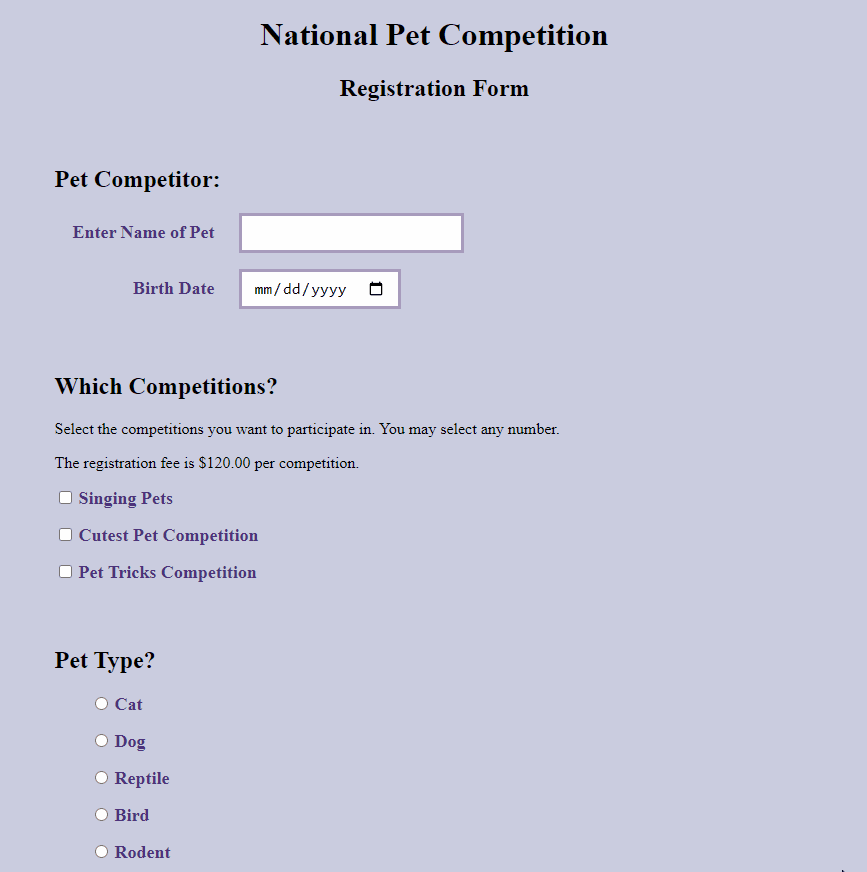 National Pet Competition
Registration Form
Pet Competitor:
Enter Name of Pet
Birth Date mm/dd/yyyy
Which Competitions?
Select the competitions you want to participate in. You may select any number.
The registration fee is $120.00 per competition.
Singing Pets
Cutest Pet Competition
Pet Tricks Competition
Pet Type?
Cat
Dog
Reptile
Bird
Rodent